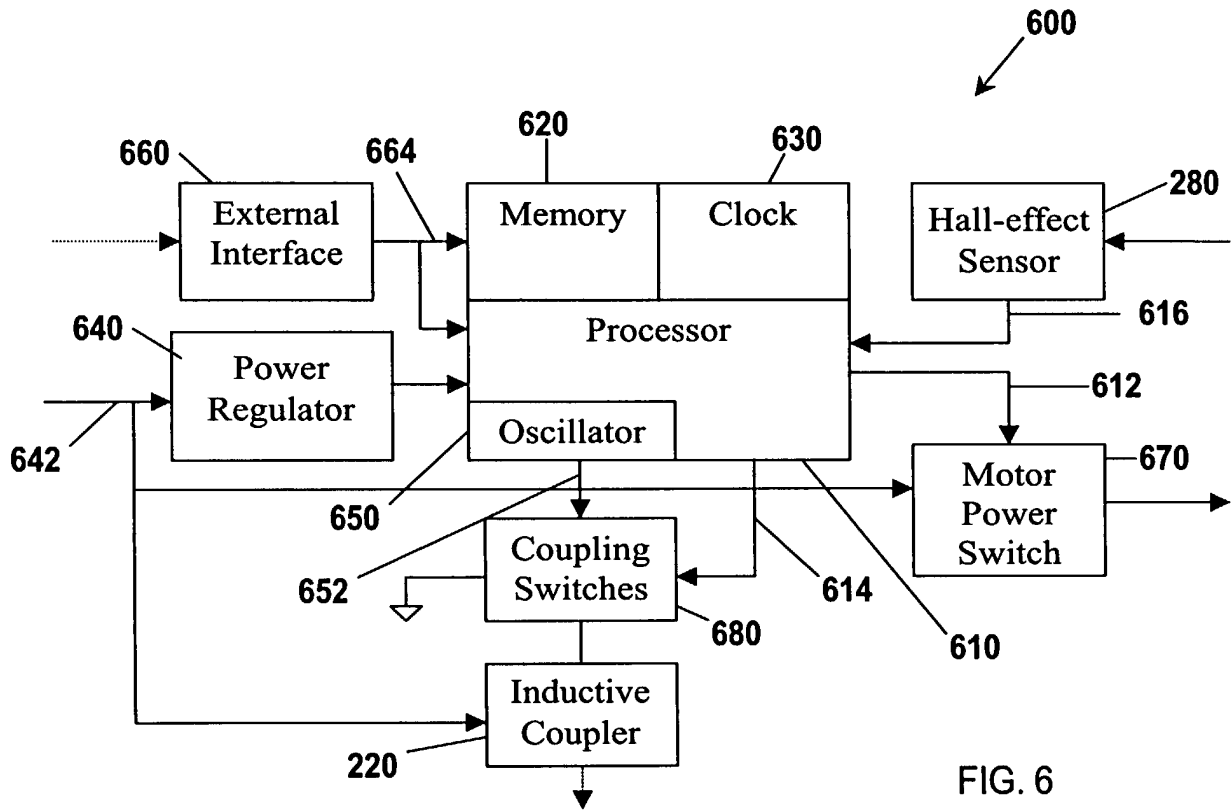 600
620
630
660
664
280
External
Interface
Memory
Clock
Hall-effect
Sensor
640
Processor
616
Power
Regulator
612
Oscillator
642
670
650
Motor
Power
Switch
Coupling
Switches
652
614
680
610
Inductive
Coupler
220
FIG. 6